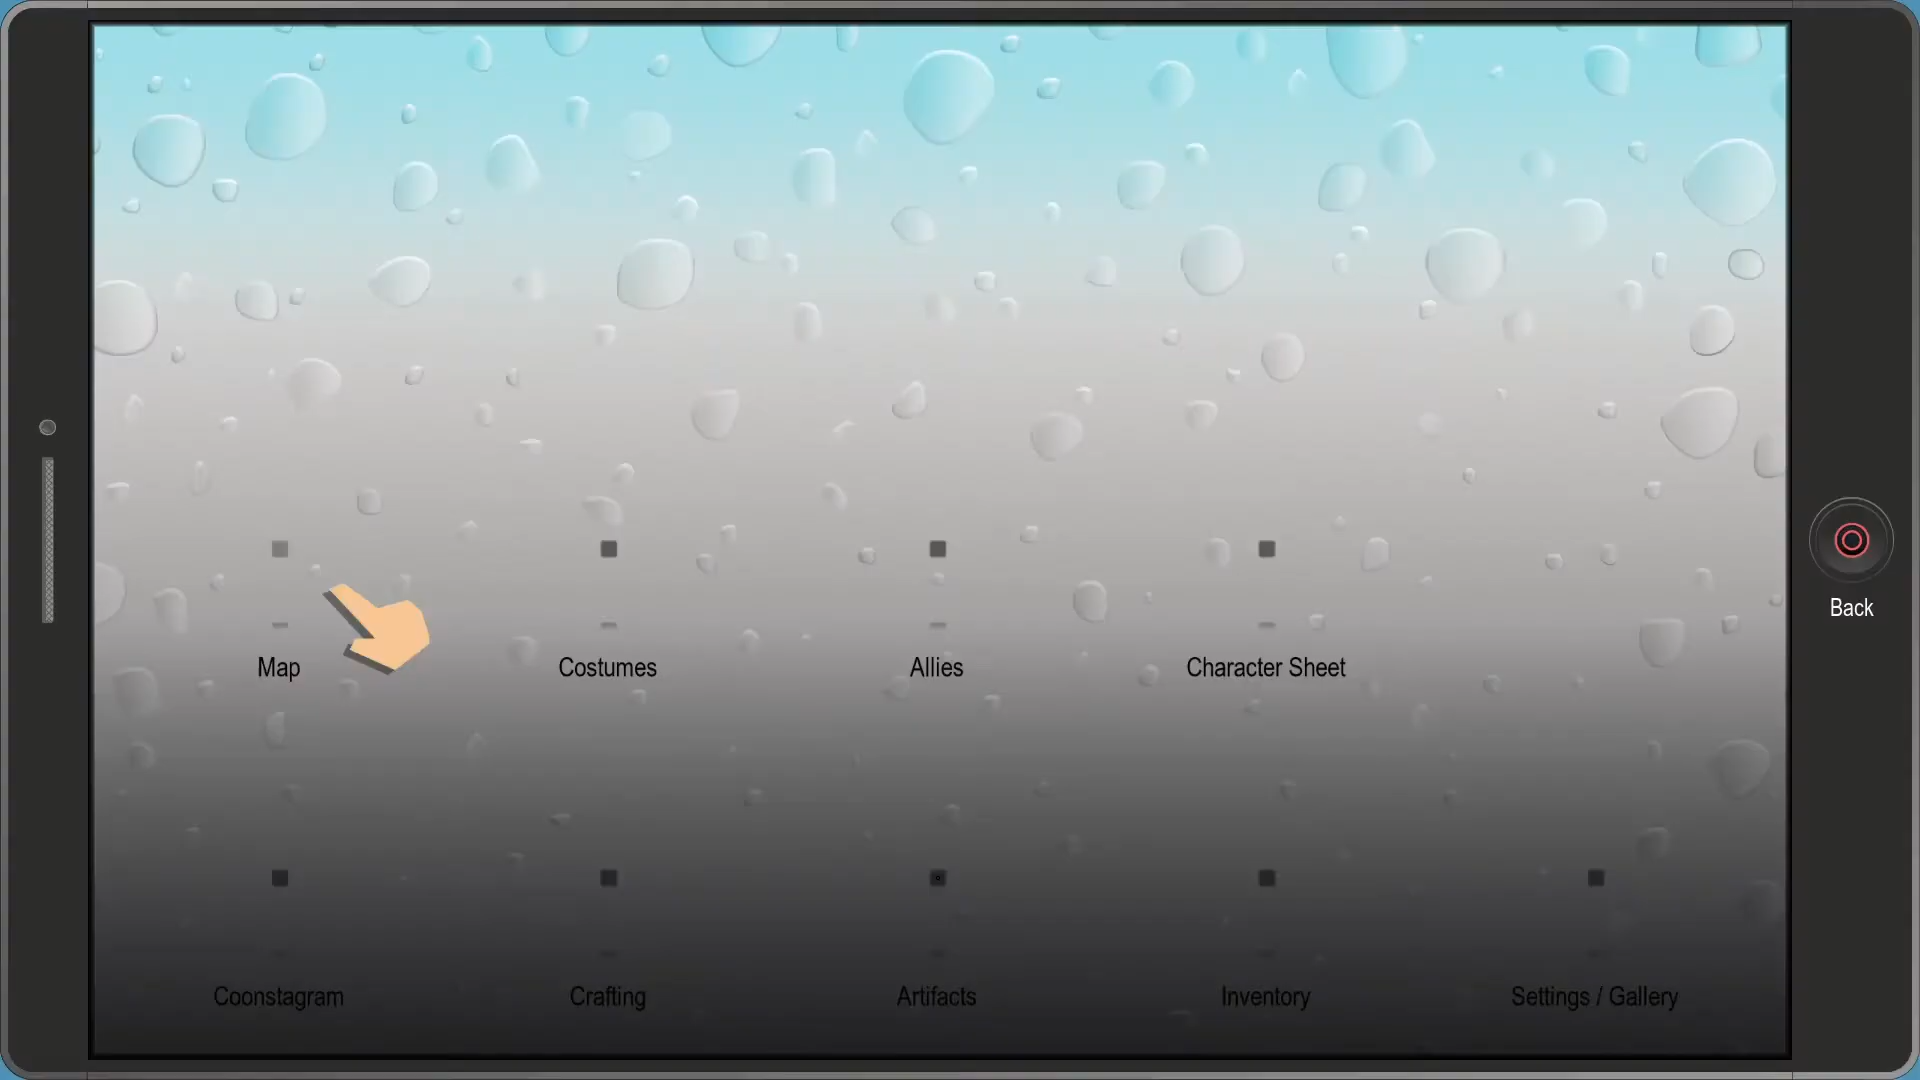 Back
Map
Costumes
Allies
Character Sheet
Coonstagram
Crafting
Artifacts
Inventory
Settings / Gallery